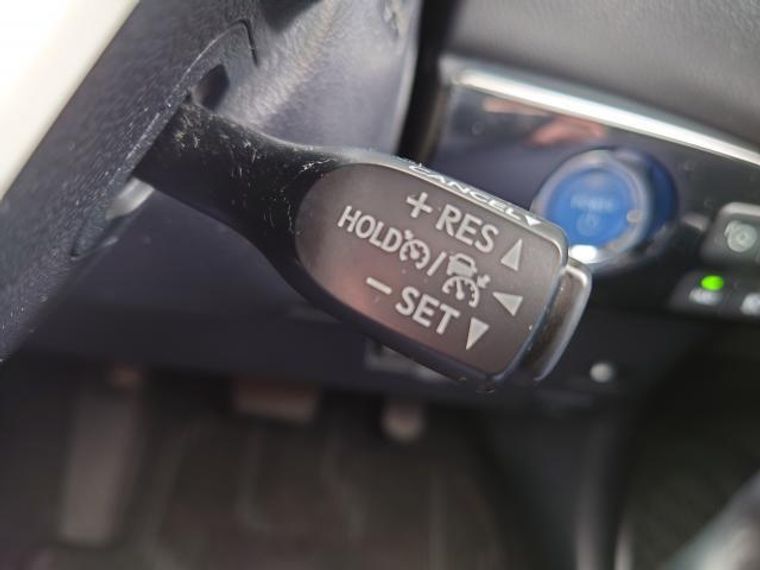 CANCEL
+ RES
HOLD /
– SET